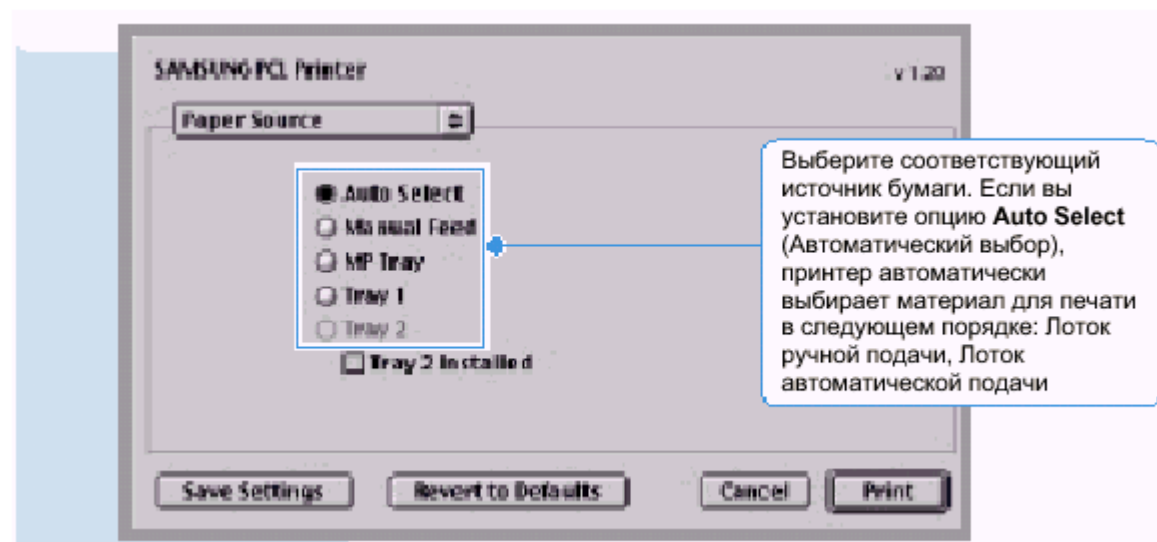 SAMSUNG PCL Printer
v 1.20
Paper Source
Auto Select
Manual Feed
MP Tray
Tray 1
Tray 2
Tray 2 Installed
Выберите соответствующий
источник бумаги. Если вы
установите опцию Auto Select
(Автоматический выбор),
принтер автоматически
выбирает материал для печати
в следующем порядке: Лоток
ручной подачи, Лоток
автоматической подачи
Save Settings
Revert to Defaults
Cancel
Print